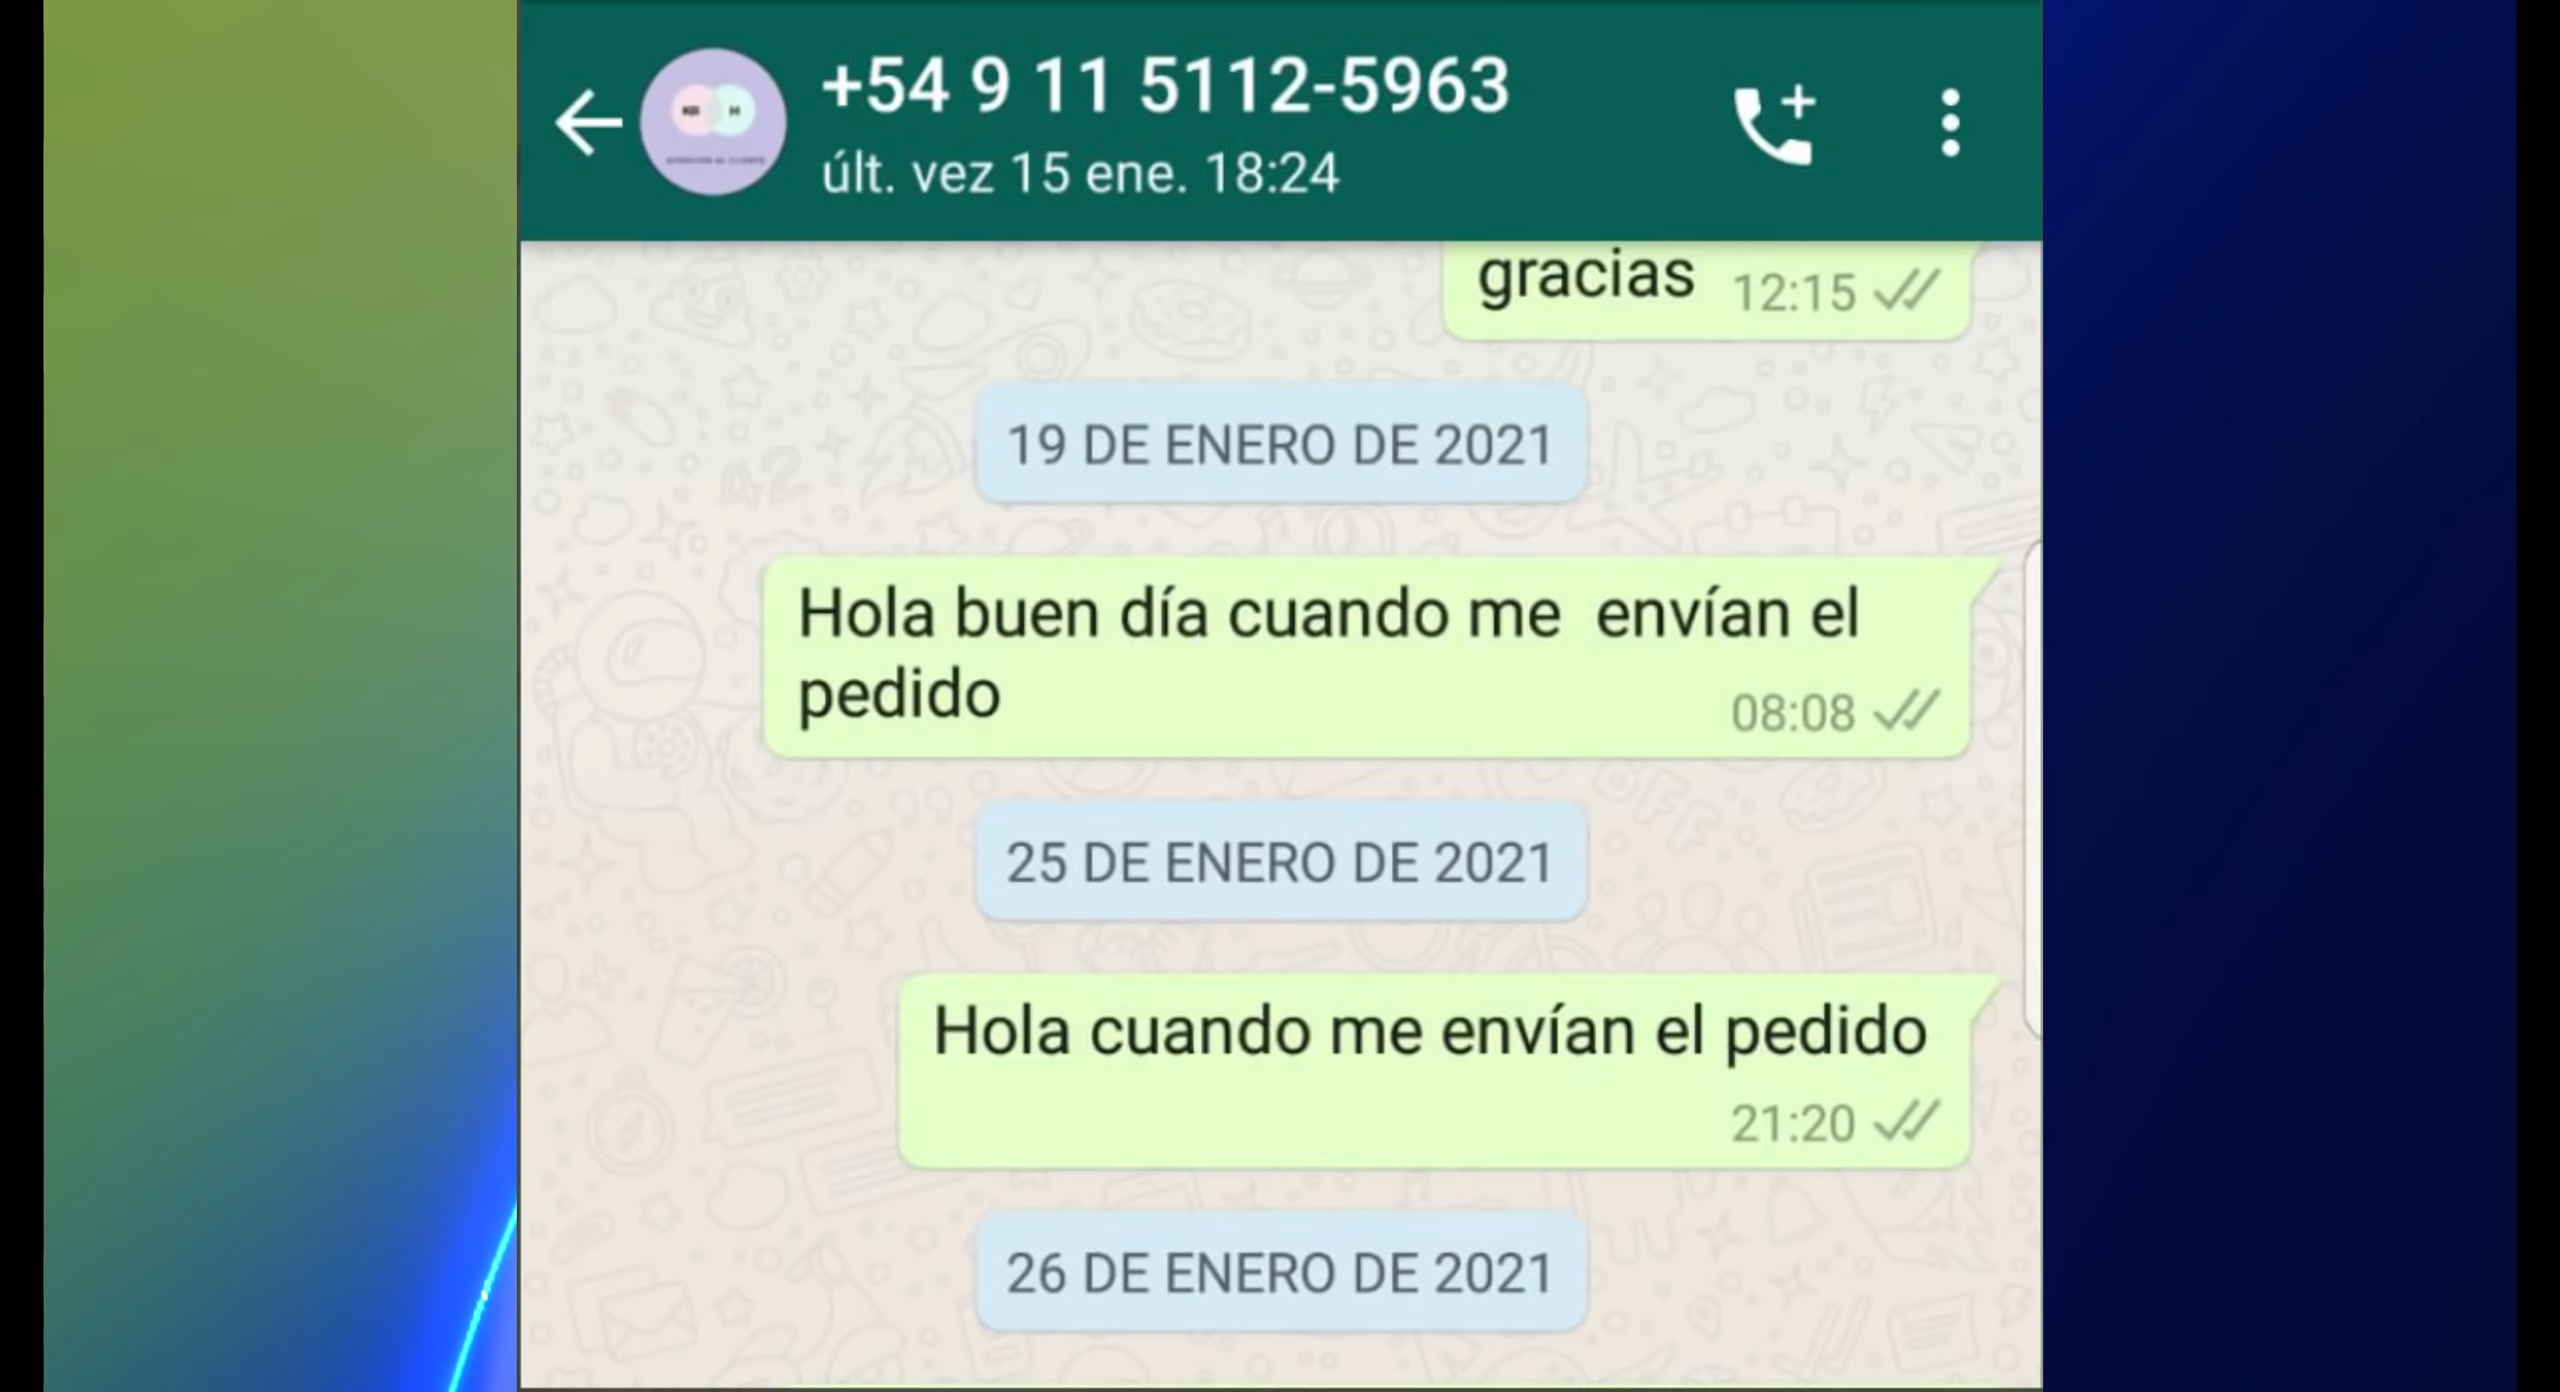 +54 9 11 5112-5963
últ. vez 15 ene. 18:24
gracias 12:15
19 DE ENERO DE 2021
Hola buen día cuando me  envían el
pedido
08:08
25 DE ENERO DE 2021
Hola cuando me envían el pedido
21:20
26 DE ENERO DE 2021